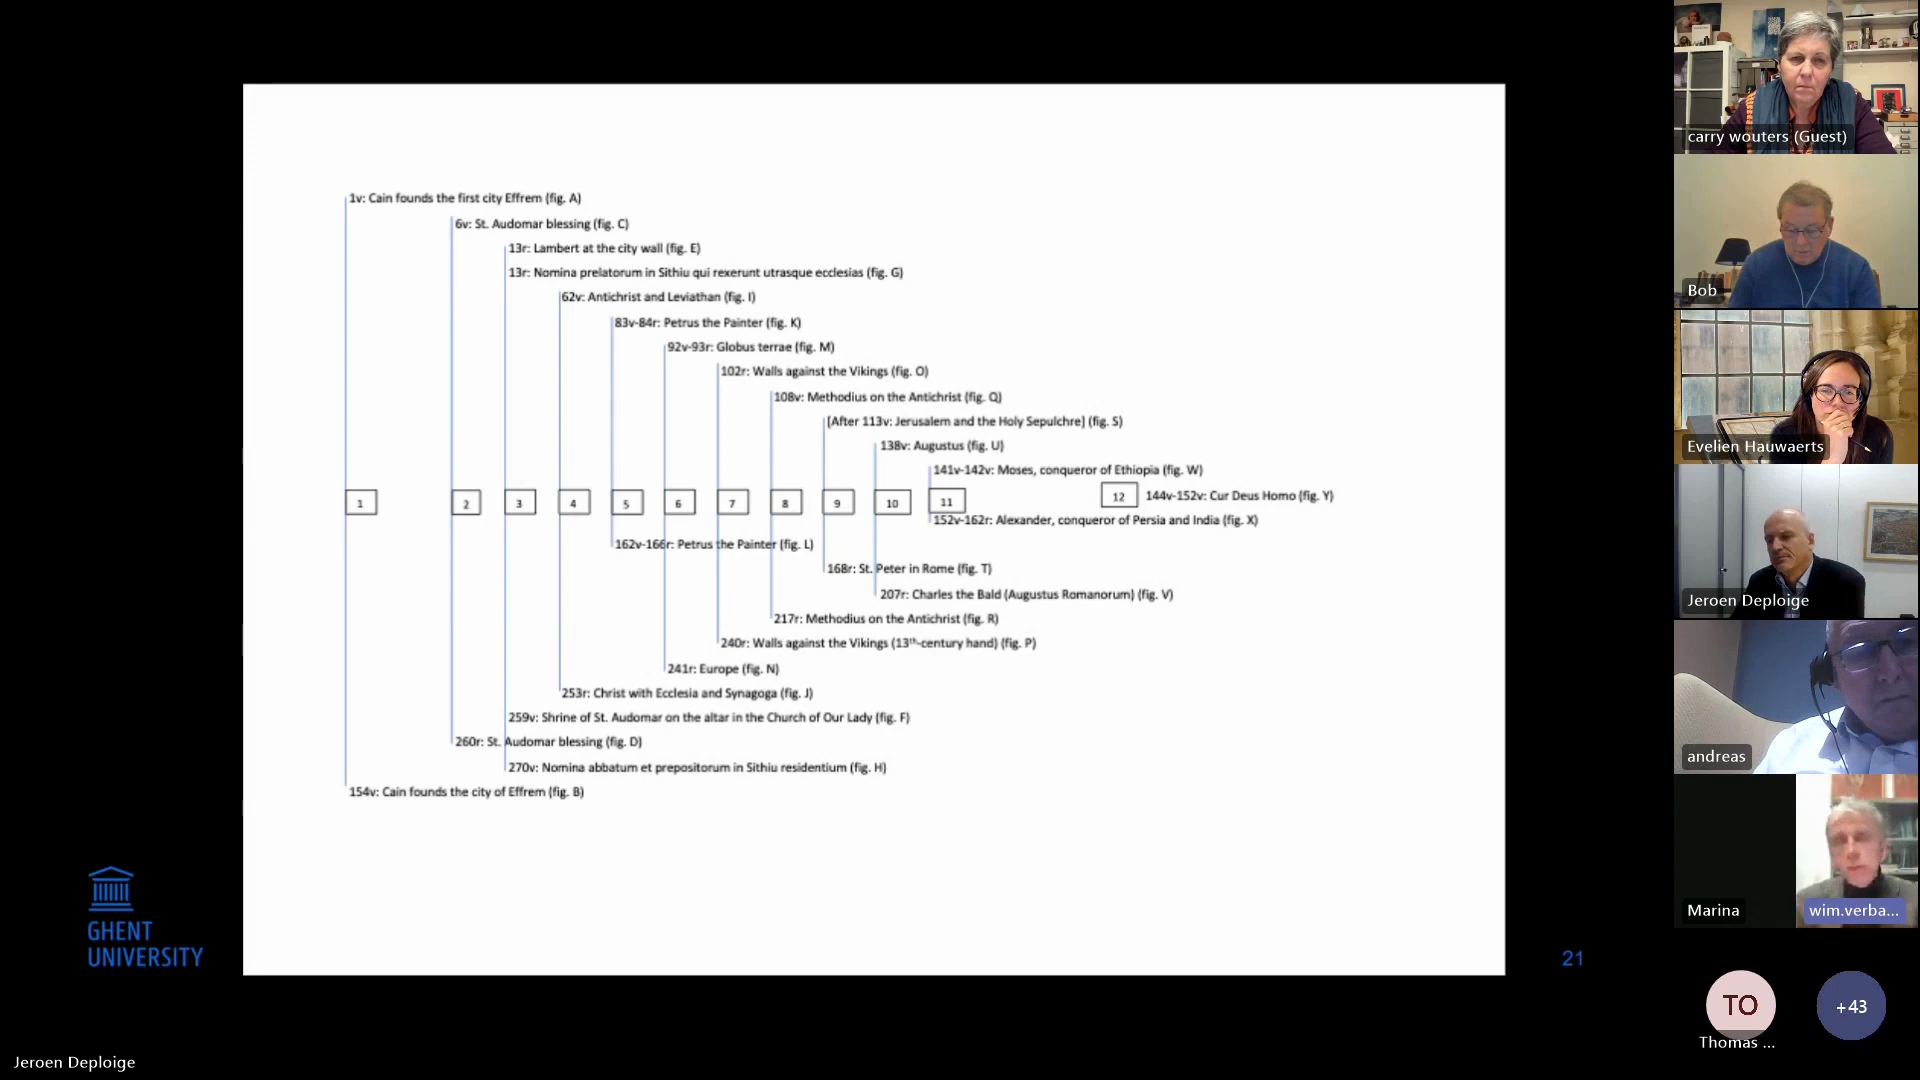 1v: Cain founds the first city Effrem (fig. A)
6v: St. Audomar blessing (fig. C)
13r: Lambert at the city wall (fig. E)
13r: Nomina prelatorum in Sithiu qui rexerunt utrasque ecclesias (fig. G)
62v: Antichrist and Leviathan (fig. I)
83v-84r: Petrus the Painter (fig. K)
92v-93r: Globus terrae (fig. M)
102r: Walls against the Vikings (fig. O)
108v: Methodius on the Antichrist (fig. Q)
[After 113v: Jerusalem and the Holy Sepulchre] (fig. S)
138v: Augustus (fig. U)
141v-142v: Moses, conqueror of Ethiopia (fig. W)
1 2 3 4 5 6 7 8 9 10 11 12 144v-152v: Cur Deus Homo (fig. Y)
152v-162r: Alexander, conqueror of Persia and India (fig. X)
162v-166r: Petrus the Painter (fig. L)
168r: St. Peter in Rome (fig. T)
207r: Charles the Bald (Augustus Romanorum) (fig. V)
217r: Methodius on the Antichrist (fig. R)
240r: Walls against the Vikings (13th-century hand) (fig. P)
241r: Europe (fig. N)
253r: Christ with Ecclesia and Synagoga (fig. J)
259v: Shrine of St. Audomar on the altar in the Church of Our Lady (fig. F)
260r: St. Audomar blessing (fig. D)
270v: Nomina abbatum et prepositorum in Sithiu residentium (fig. H)
154v: Cain founds the city of Effrem (fig. B)
GHENT
UNIVERSITY
21
Jeroen Deploige
carry wouters (Guest)
Bob
Evelien Hauwaerts
Jeroen Deploige
andreas
Marina
wim.verba...
TO
+43
Thomas ...